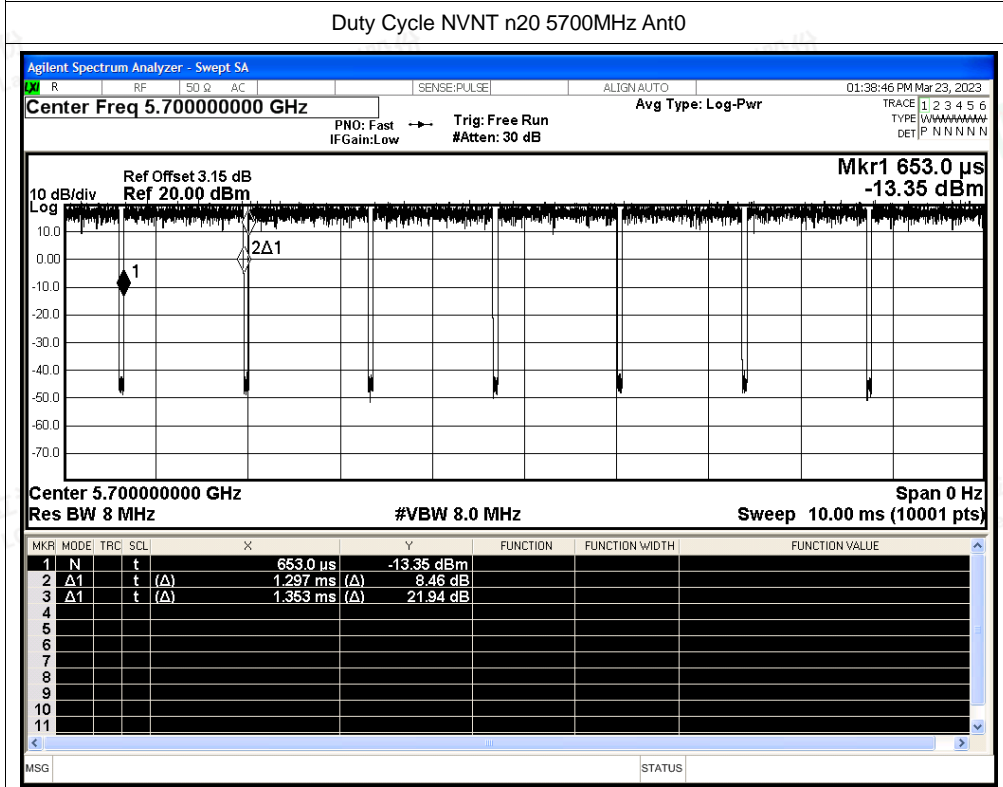 Duty Cycle NVNT n20 5700MHz Ant0
Agilent Spectrum Analyzer - Swept SA
LXI R RF 50 Ω AC SENSE:PULSE ALIGN AUTO 01:38:46 PM Mar 23, 2023
Center Freq 5.700000000 GHz Avg Type: Log-Pwr TRACE 1 2 3 4 5 6
PNO: Fast Trig: Free Run TYPE W
IFGain:Low #Atten: 30 dB DET P N N N N N
Mkr1 653.0 µs
Ref Offset 3.15 dB -13.35 dBm
10 dB/div Ref 20.00 dBm
Log
10.0
0.00 2Δ1
-10.0 1
-20.0
-30.0
-40.0
-50.0
-60.0
-70.0
Center 5.700000000 GHz Span 0 Hz
Res BW 8 MHz #VBW 8.0 MHz Sweep 10.00 ms (10001 pts)
MKR MODE TRC SCL X Y FUNCTION FUNCTION WIDTH FUNCTION VALUE
1 N t 653.0 µs -13.35 dBm
2 Δ1 t (Δ) 1.297 ms (Δ) 8.46 dB
3 Δ1 t (Δ) 1.353 ms (Δ) 21.94 dB
4
5
6
7
8
9
10
11
MSG STATUS